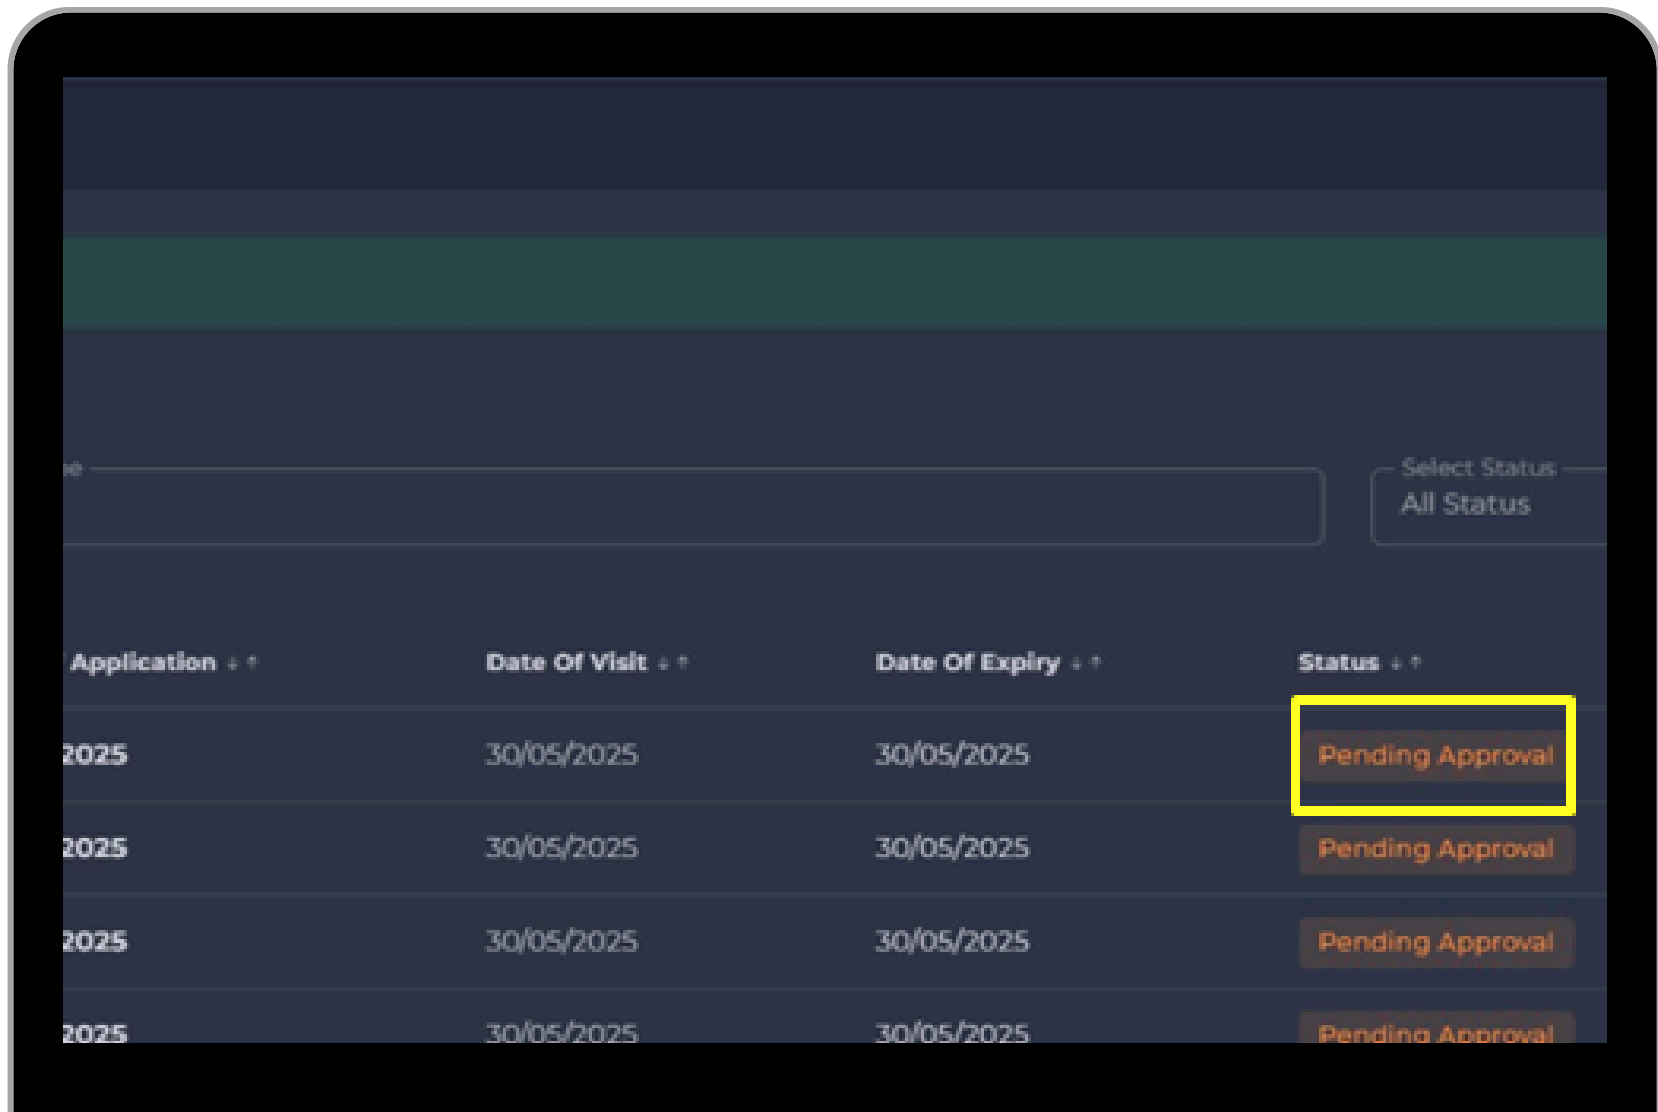 Select Status
All Status
Application ↓↑ Date Of Visit ↓↑ Date Of Expiry ↓↑ Status ↓↑
2025 30/05/2025 30/05/2025 Pending Approval
2025 30/05/2025 30/05/2025 Pending Approval
2025 30/05/2025 30/05/2025 Pending Approval
2025 30/05/2025 30/05/2025 Pending Approval